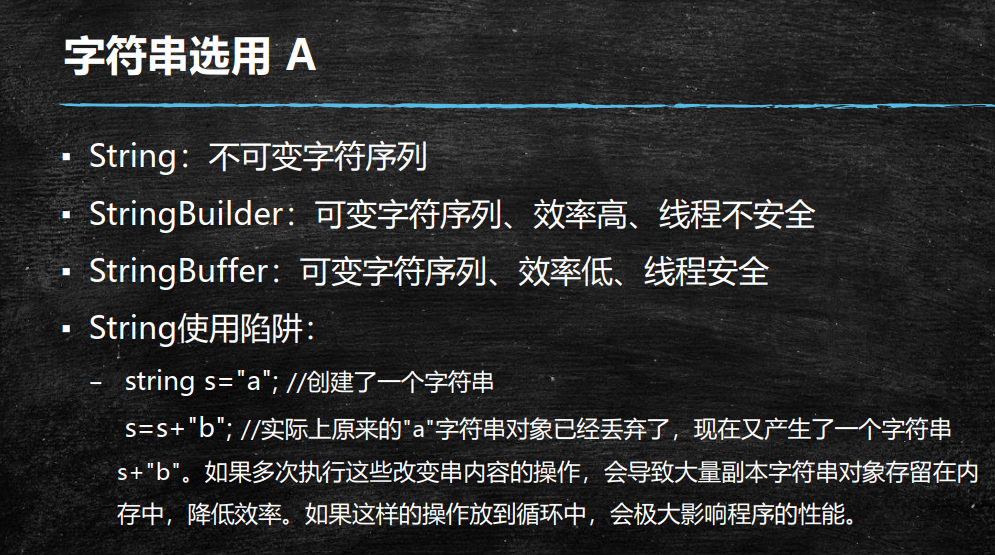 字符串选用 A
▪ String：不可变字符序列
▪ StringBuilder：可变字符序列、效率高、线程不安全
▪ StringBuffer：可变字符序列、效率低、线程安全
▪ String使用陷阱：
– string s="a"; //创建了一个字符串
s=s+"b"; //实际上原来的"a"字符串对象已经丢弃了，现在又产生了一个字符串
s+"b"。如果多次执行这些改变串内容的操作，会导致大量副本字符串对象存留在内
存中，降低效率。如果这样的操作放到循环中，会极大影响程序的性能。